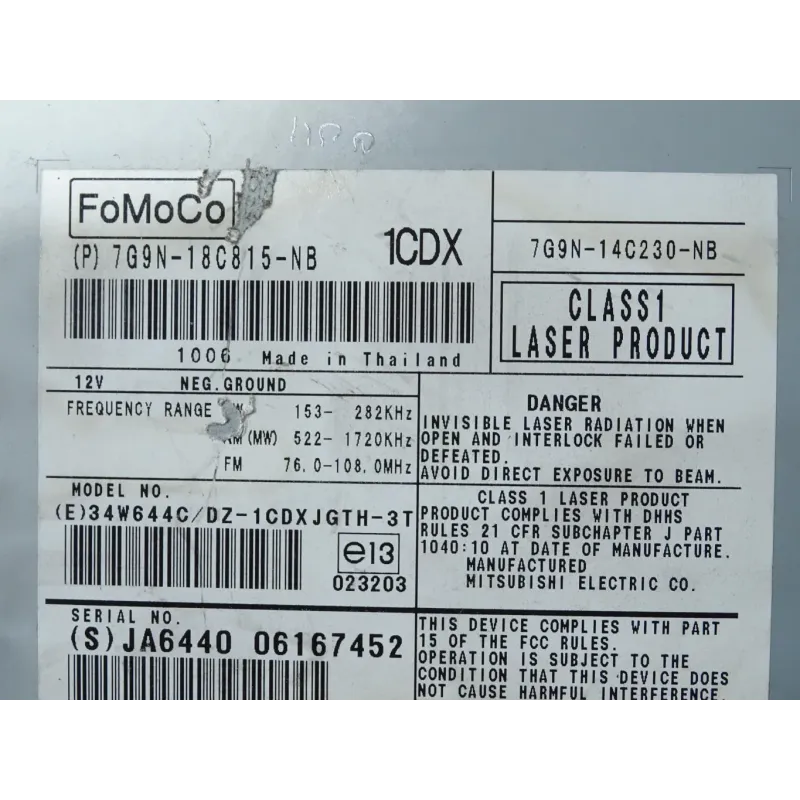 FoMoCo
(P) 7G9N-18C815-NB
1CDX
7G9N-14C230-NB
CLASS1
LASER PRODUCT
1006 Made in Thailand
12V NEG.GROUND
FREQUENCY RANGE 153- 282KHz
(MW) 522- 1720KHz
FM 76.0-108.0MHz
DANGER
INVISIBLE LASER RADIATION WHEN
OPEN AND INTERLOCK FAILED OR
DEFEATED.
AVOID DIRECT EXPOSURE TO BEAM.
MODEL NO.
(E)34W644C/DZ-1CDXJGTH-3T
e13
023203
CLASS 1 LASER PRODUCT
PRODUCT COMPLIES WITH DHHS
RULES 21 CFR SUBCHAPTER J PART
1040:10 AT DATE OF MANUFACTURE.
MANUFACTURED
MITSUBISHI ELECTRIC CO.
SERIAL NO.
(S)JA6440 06167452
THIS DEVICE COMPLIES WITH PART
15 OF THE FCC RULES.
OPERATION IS SUBJECT TO THE
CONDITION THAT THIS DEVICE DOES
NOT CAUSE HARMFUL INTERFERENCE.